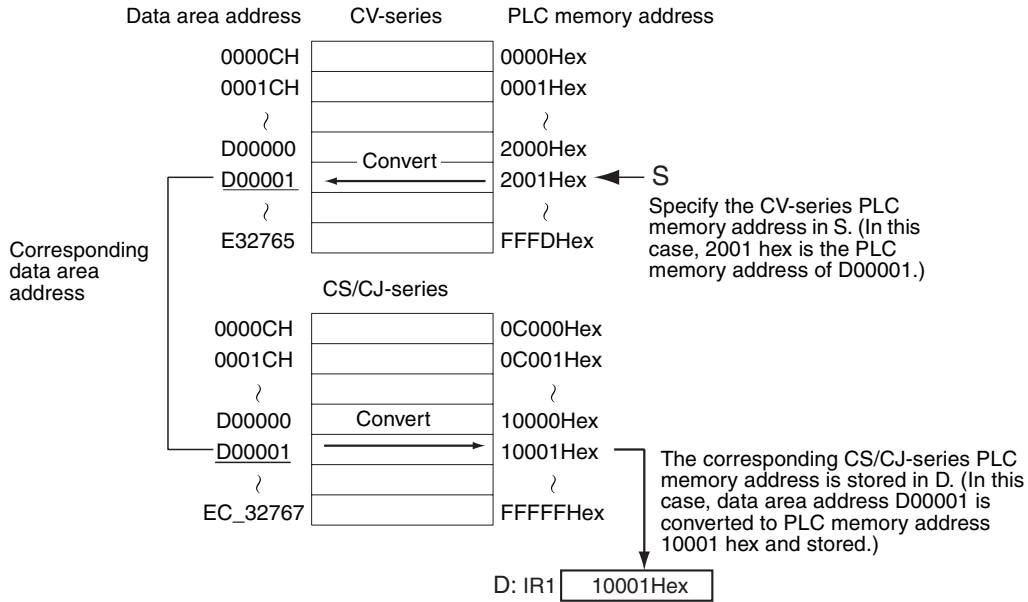 Data area address CV-series PLC memory address
0000CH 0000Hex
0001CH 0001Hex
D00000 2000Hex
Convert
D00001 2001Hex S
Specify the CV-series PLC
memory address in S. (In this
case, 2001 hex is the PLC
memory address of D00001.)
E32765 FFFDHex
Corresponding
data area
address
CS/CJ-series
0000CH 0C000Hex
0001CH 0C001Hex
D00000 Convert 10000Hex
D00001 10001Hex
The corresponding CS/CJ-series PLC
memory address is stored in D. (In this
case, data area address D00001 is
converted to PLC memory address
10001 hex and stored.)
EC_32767 FFFFFHex
D: IR1 10001Hex